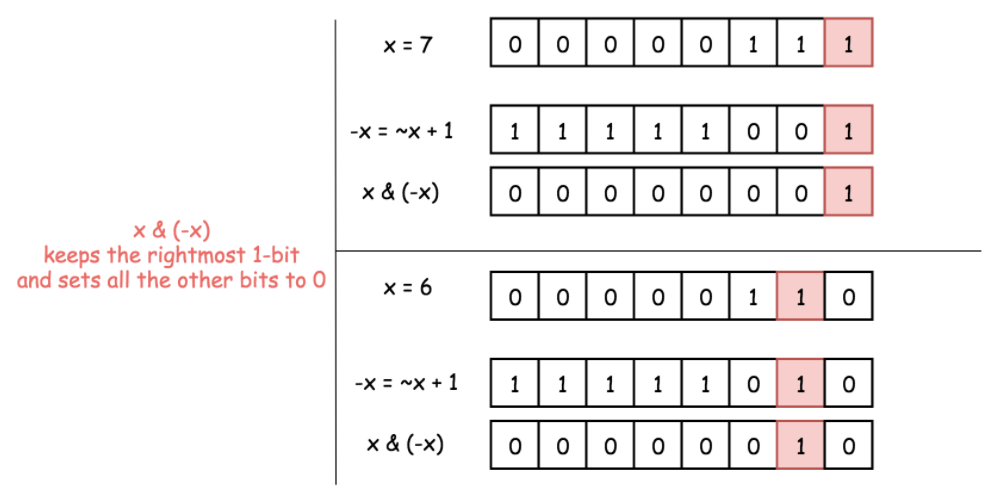 x = 7 0 0 0 0 0 1 1 1
-x = ~x + 1 1 1 1 1 1 0 0 1
x & (-x) 0 0 0 0 0 0 0 1
x & (-x)
keeps the rightmost 1-bit
and sets all the other bits to 0
x = 6 0 0 0 0 0 1 1 0
-x = ~x + 1 1 1 1 1 1 0 1 0
x & (-x) 0 0 0 0 0 0 1 0